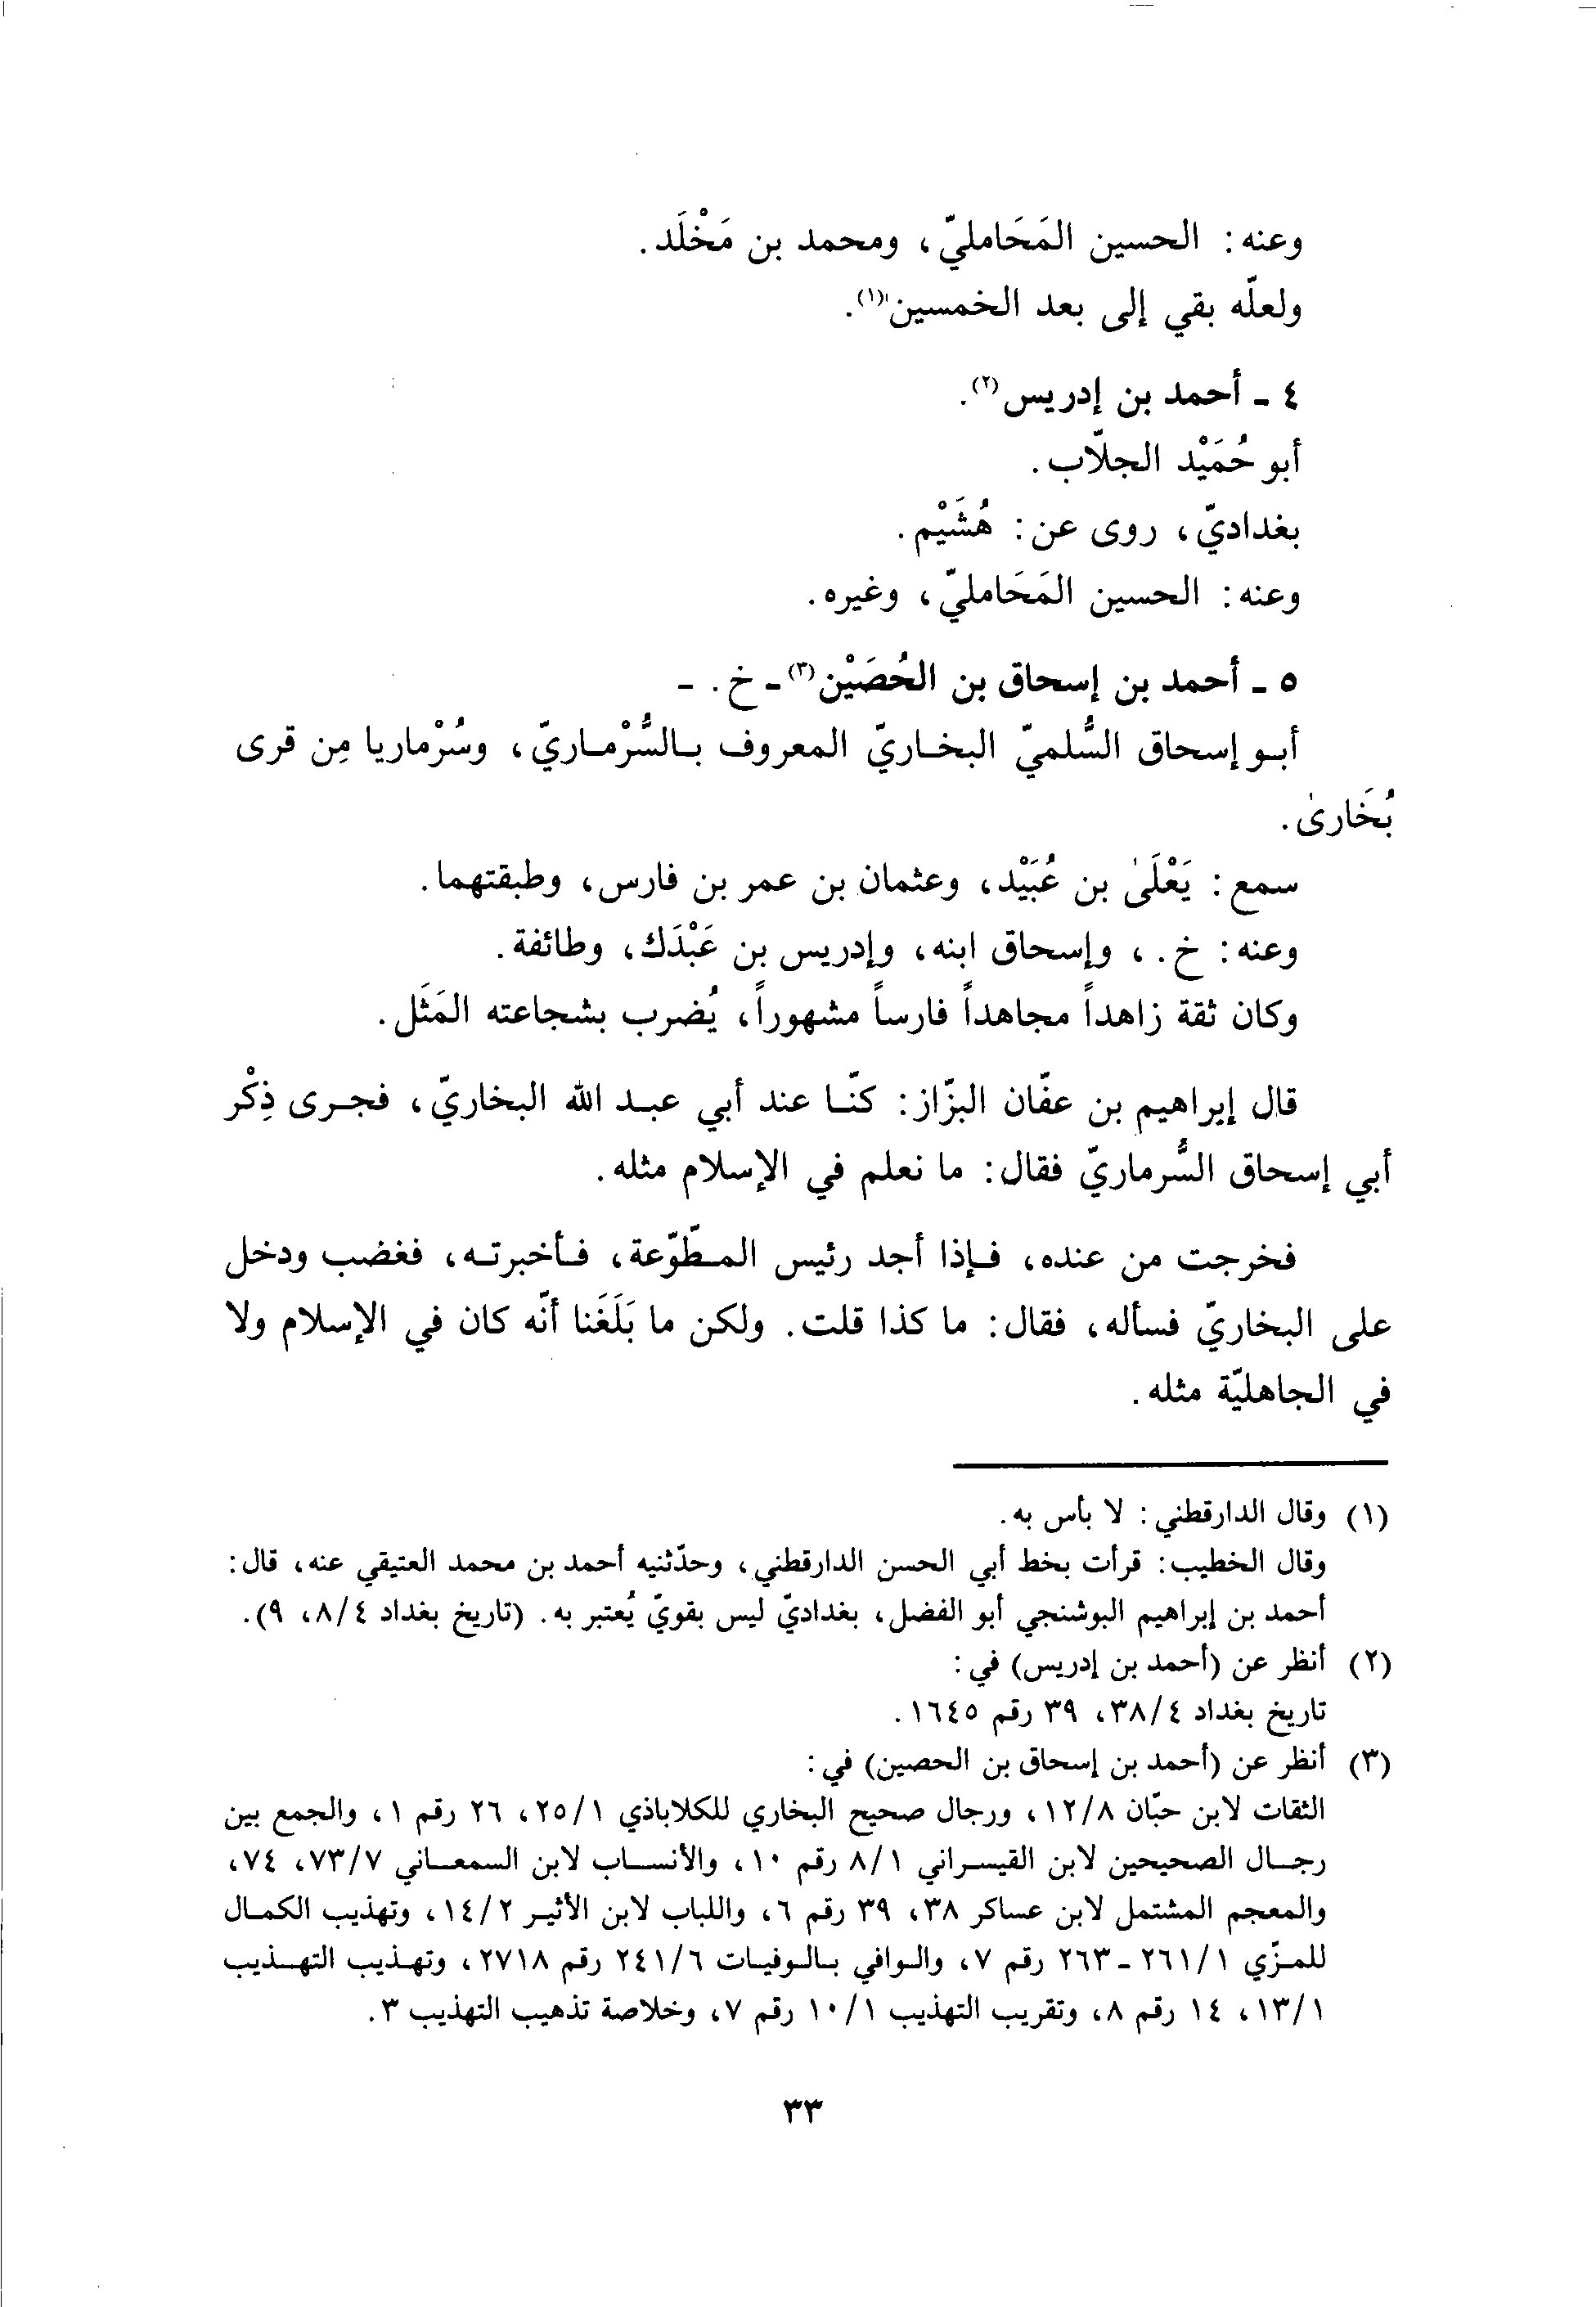 وعنه: الحسين المَحَامليّ، ومحمد بن مَخْلَد.
ولعلّه بقي إلى بعد الخمسين(١).
٤ - أحمد بن إدريس(٢).
أبو حُمَيْد الجلاّب.
بغداديّ، روى عن: هُشَيْم.
وعنه: الحسين المَحَامليّ، وغيره.
٥ - أحمد بن إسحاق بن الحُصَيْن(٣) - خ. -
أبو إسحاق السُّلميّ البخاريّ المعروف بالسُّرْماريّ، وسُرْماريا مِن قرى
بُخَارىٰ.
سمع: يَعْلَىٰ بن عُبَيْد، وعثمان بن عمر بن فارس، وطبقتهما.
وعنه: خ. ، وإسحاق ابنه، وإدريس بن عَبْدَك، وطائفة.
وكان ثقة زاهداً مجاهداً فارساً مشهوراً، يُضرب بشجاعته المَثَل.
قال إبراهيم بن عفّان البزّاز: كنّا عند أبي عبد الله البخاريّ، فجرى ذِكْر
أبي إسحاق السُّرماريّ فقال: ما نعلم في الإسلام مثله.
فخرجت من عنده، فإذا أجد رئيس المطّوّعة، فأخبرته، فغضب ودخل
على البخاريّ فسأله، فقال: ما كذا قلت. ولكن ما بَلَغَنا أنّه كان في الإسلام ولا
في الجاهليّة مثله.
(١) وقال الدارقطني: لا بأس به.
وقال الخطيب: قرأت بخط أبي الحسن الدارقطني، وحدّثنيه أحمد بن محمد العتيقي عنه، قال:
أحمد بن إبراهيم البوشنجي أبو الفضل، بغداديّ ليس بقويّ يُعتبر به. (تاريخ بغداد ٨/٤، ٩).
(٢) أنظر عن (أحمد بن إدريس) في:
تاريخ بغداد ٣٨/٤، ٣٩ رقم ١٦٤٥.
(٣) أنظر عن (أحمد بن إسحاق بن الحصين) في:
الثقات لابن حبّان ١٢/٨، ورجال صحيح البخاري للكلاباذي ٢٥/١، ٢٦ رقم ١، والجمع بين
رجال الصحيحين لابن القيسراني ٨/١ رقم ١٠، والأنساب لابن السمعاني ٧٣/٧، ٧٤،
والمعجم المشتمل لابن عساكر ٣٨، ٣٩ رقم ٦، واللباب لابن الأثير ١٤/٢، وتهذيب الكمال
للمزّي ٢٦١/١ - ٢٦٣ رقم ٧، والوافي بالوفيات ٢٤١/٦ رقم ٢٧١٨، وتهذيب التهذيب
١٣/١، ١٤ رقم ٨، وتقريب التهذيب ١٠/١ رقم ٧، وخلاصة تذهيب التهذيب ٣.
٣٣